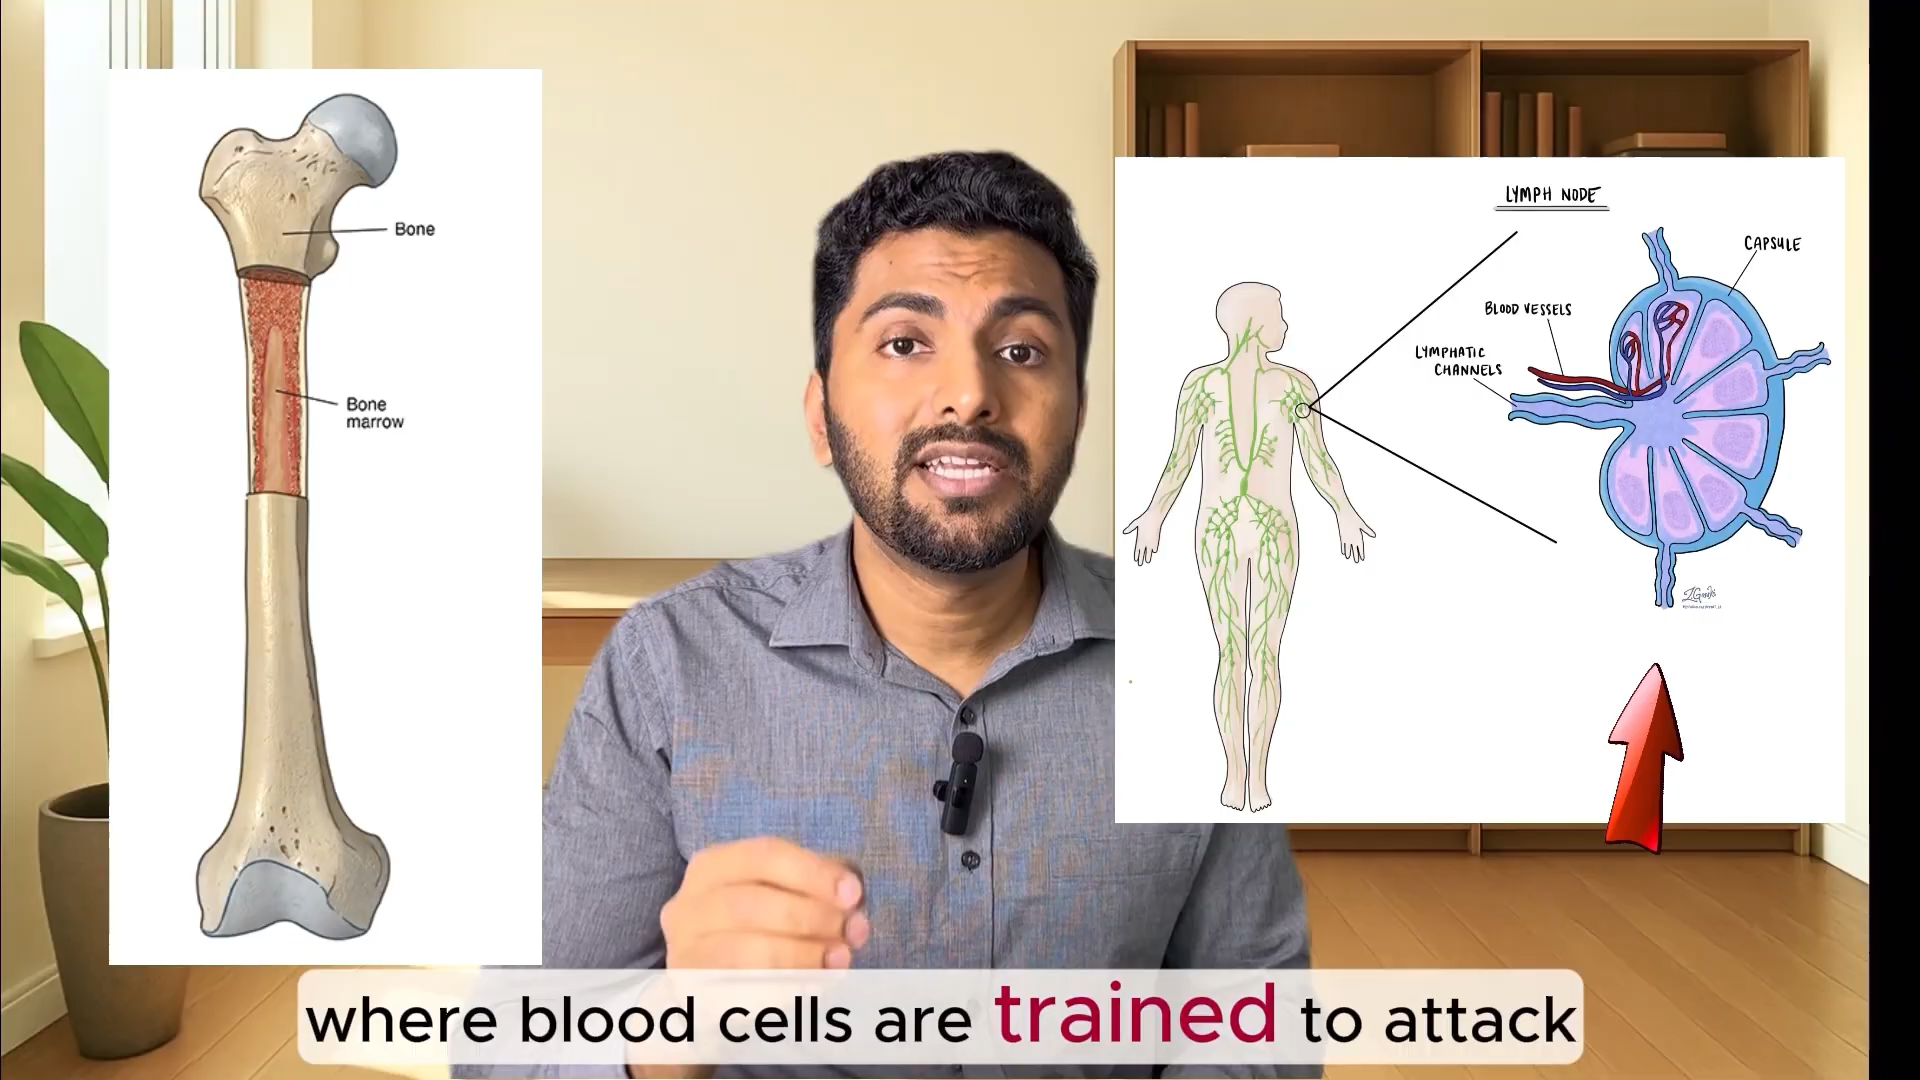 Bone
Bone
marrow
LYMPH NODE
CAPSULE
BLOOD VESSELS
LYMPHATIC
CHANNELS
where blood cells are trained to attack